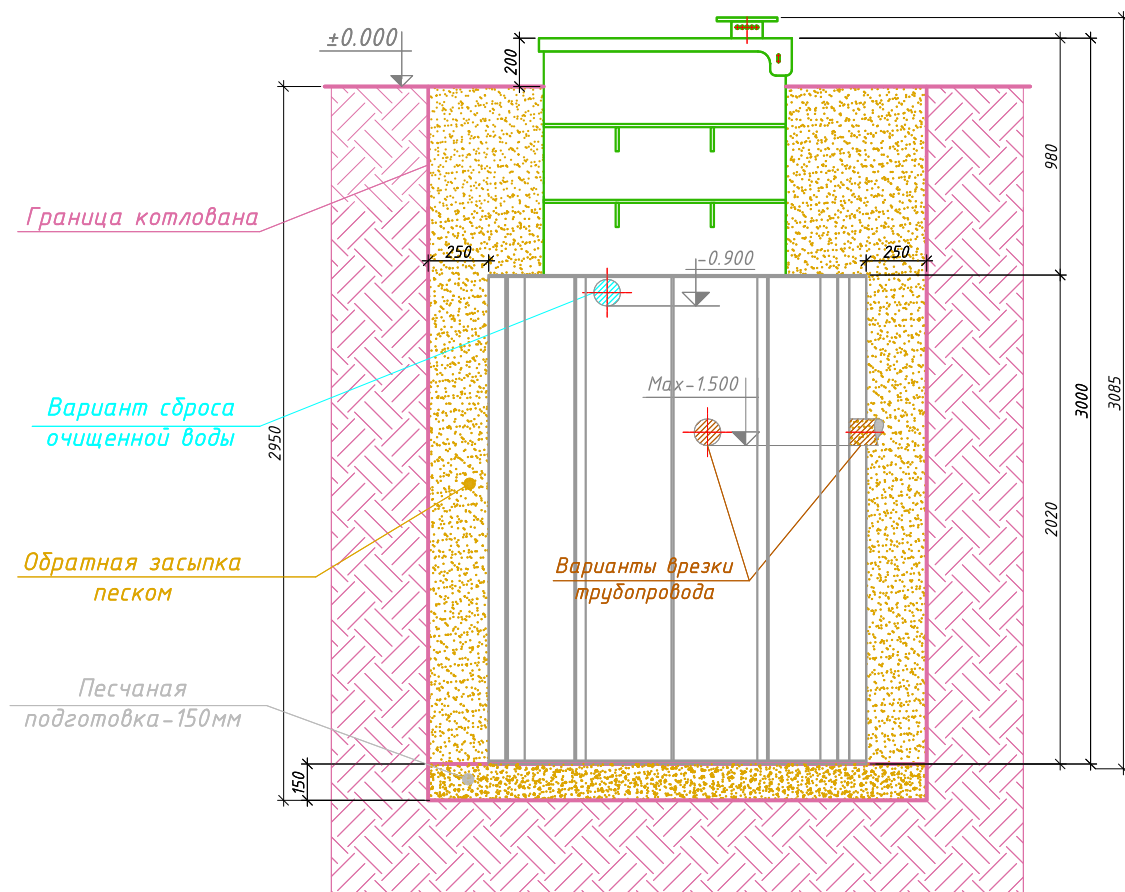 ±0.000
200
980
Граница котлована
250
-0.900
250
Max-1.500
3000
3085
Вариант сброса
очищенной воды
2950
2020
Обратная засыпка
песком
Варианты врезки
трубопровода
Песчаная
подготовка-150мм
150